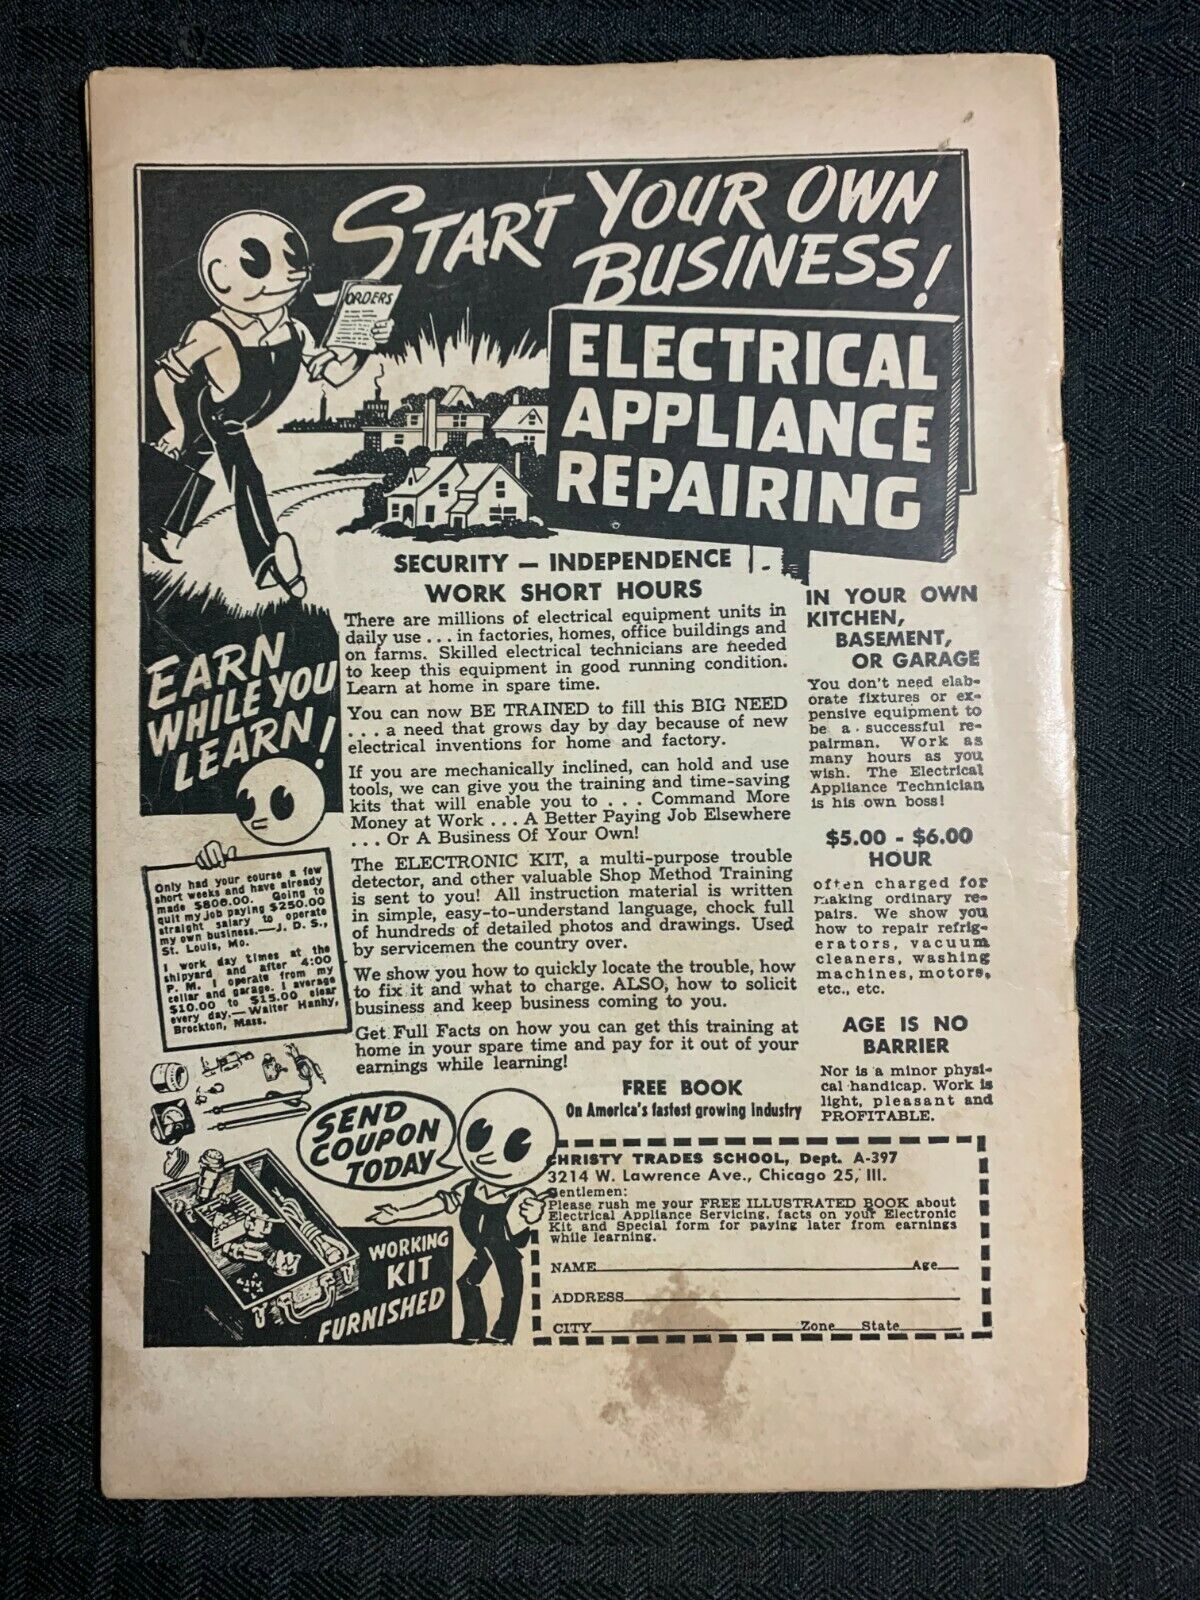 START YOUR OWN
BUSINESS!
ORDERS
ELECTRICAL
APPLIANCE
REPAIRING
SECURITY — INDEPENDENCE
WORK SHORT HOURS
There are millions of electrical equipment units in
daily use . . . in factories, homes, office buildings and
on farms. Skilled electrical technicians are needed
to keep this equipment in good running condition.
Learn at home in spare time.
You can now BE TRAINED to fill this BIG NEED
. . . a need that grows day by day because of new
electrical inventions for home and factory.
If you are mechanically inclined, can hold and use
tools, we can give you the training and time-saving
kits that will enable you to . . . Command More
Money at Work . . . A Better Paying Job Elsewhere
. . . Or A Business Of Your Own!
The ELECTRONIC KIT, a multi-purpose trouble
detector, and other valuable Shop Method Training
is sent to you! All instruction material is written
in simple, easy-to-understand language, chock full
of hundreds of detailed photos and drawings. Used
by servicemen the country over.
We show you how to quickly locate the trouble, how
to fix it and what to charge. ALSO, how to solicit
business and keep business coming to you.
Get Full Facts on how you can get this training at
home in your spare time and pay for it out of your
earnings while learning!
FREE BOOK
On America's fastest growing Industry
IN YOUR OWN
KITCHEN,
BASEMENT,
OR GARAGE
You don't need elab-
orate fixtures or ex-
pensive equipment to
be a successful re-
pairman. Work as
many hours as you
wish. The Electrical
Appliance Technician
is his own boss!
$5.00 - $6.00
HOUR
often charged for
making ordinary re-
pairs. We show you
how to repair refrig-
erators, vacuum
cleaners, washing
machines, motors,
etc., etc.
AGE IS NO
BARRIER
Nor is a minor physi-
cal handicap. Work is
light, pleasant and
PROFITABLE.
EARN
WHILE YOU
LEARN!
Only had your course a few
short weeks and have already
made $806.00. Going to
quit my job paying $250.00
straight salary to operate
my own business.—J. D. S.,
St. Louis, Mo.
I work day times at the
shipyard and after 4:00
P. M. I operate from my
cellar and garage. I average
$10.00 to $15.00 clear
every day.—Walter Hanhy,
Brockton, Mass.
SEND
COUPON
TODAY
WORKING
KIT
FURNISHED
CHRISTY TRADES SCHOOL, Dept. A-397
3214 W. Lawrence Ave., Chicago 25, Ill.
Gentlemen:
Please rush me your FREE ILLUSTRATED BOOK about
Electrical Appliance Servicing, facts on your Electronic
Kit and Special form for paying later from earnings
while learning.
NAME Age
ADDRESS
CITY Zone State